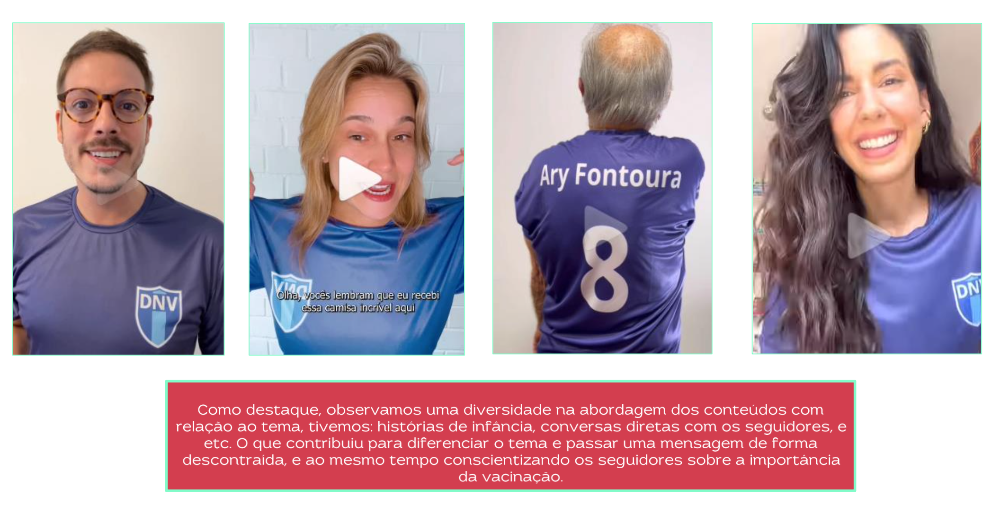 DNV
DNV
Olha, vocês lembram que eu recebi
essa camisa incrível aqui
Ary Fontoura
8
DNV
Como destaque, observamos uma diversidade na abordagem dos conteúdos com
relação ao tema, tivemos: histórias de infância, conversas diretas com os seguidores, e
etc. O que contribuiu para diferenciar o tema e passar uma mensagem de forma
descontraída, e ao mesmo tempo conscientizando os seguidores sobre a importância
da vacinação.